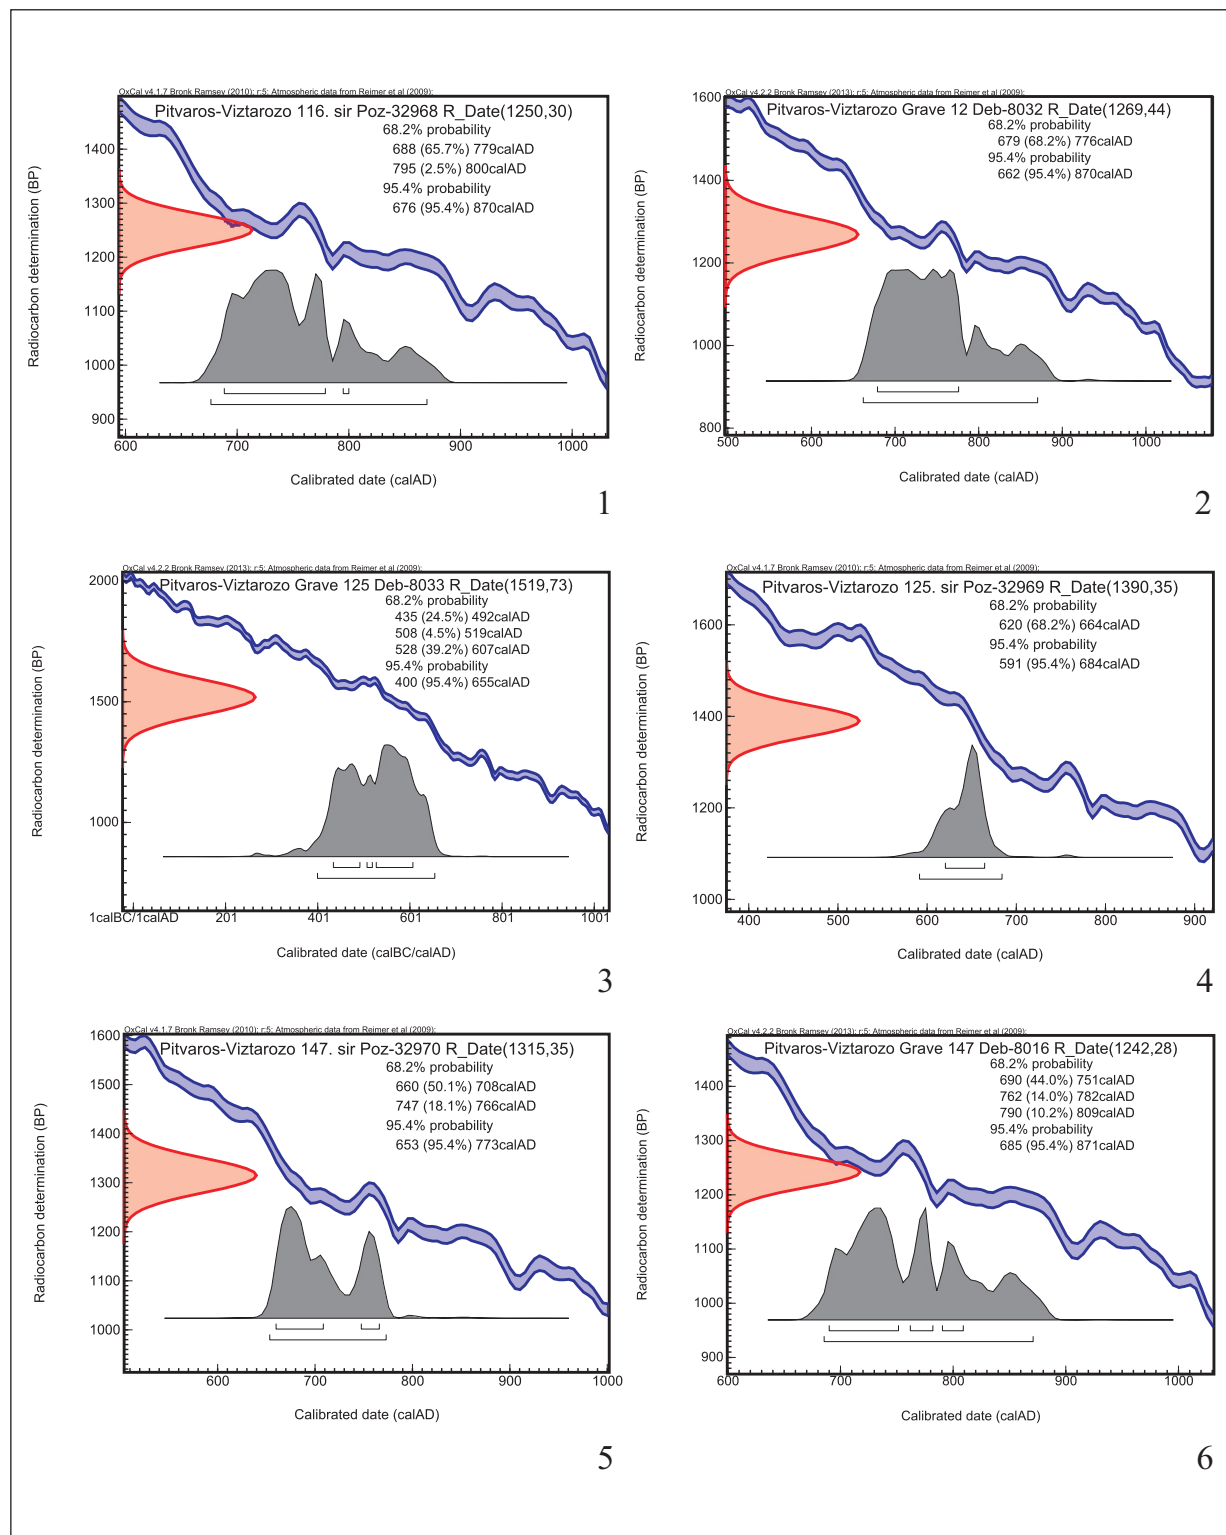 OxCal v4.1.7 Bronk Ramsey (2010); r:5; Atmospheric data from Reimer et al (2009);
Pitvaros-Viztarozo 116. sir Poz-32968 R_Date(1250,30)
68.2% probability
688 (65.7%) 779calAD
795 (2.5%) 800calAD
95.4% probability
676 (95.4%) 870calAD
Radiocarbon determination (BP)
1400
1300
1200
1100
1000
900
600 700 800 900 1000
Calibrated date (calAD)
1
OxCal v4.2.2 Bronk Ramsey (2013); r:5; Atmospheric data from Reimer et al (2009);
Pitvaros-Viztarozo Grave 12 Deb-8032 R_Date(1269,44)
68.2% probability
679 (68.2%) 776calAD
95.4% probability
662 (95.4%) 870calAD
Radiocarbon determination (BP)
1600
1400
1200
1000
800
500 600 700 800 900 1000
Calibrated date (calAD)
2
OxCal v4.2.2 Bronk Ramsey (2013); r:5; Atmospheric data from Reimer et al (2009);
Pitvaros-Viztarozo Grave 125 Deb-8033 R_Date(1519,73)
68.2% probability
435 (24.5%) 492calAD
508 (4.5%) 519calAD
528 (39.2%) 607calAD
95.4% probability
400 (95.4%) 655calAD
Radiocarbon determination (BP)
2000
1500
1000
1calBC/1calAD 201 401 601 801 1001
Calibrated date (calBC/calAD)
3
OxCal v4.1.7 Bronk Ramsey (2010); r:5; Atmospheric data from Reimer et al (2009);
Pitvaros-Viztarozo 125. sir Poz-32969 R_Date(1390,35)
68.2% probability
620 (68.2%) 664calAD
95.4% probability
591 (95.4%) 684calAD
Radiocarbon determination (BP)
1600
1400
1200
1000
400 500 600 700 800 900
Calibrated date (calAD)
4
OxCal v4.1.7 Bronk Ramsey (2010); r:5; Atmospheric data from Reimer et al (2009);
Pitvaros-Viztarozo 147. sir Poz-32970 R_Date(1315,35)
68.2% probability
660 (50.1%) 708calAD
747 (18.1%) 766calAD
95.4% probability
653 (95.4%) 773calAD
Radiocarbon determination (BP)
1600
1500
1400
1300
1200
1100
1000
600 700 800 900 1000
Calibrated date (calAD)
5
OxCal v4.2.2 Bronk Ramsey (2013); r:5; Atmospheric data from Reimer et al (2009);
Pitvaros-Viztarozo Grave 147 Deb-8016 R_Date(1242,28)
68.2% probability
690 (44.0%) 751calAD
762 (14.0%) 782calAD
790 (10.2%) 809calAD
95.4% probability
685 (95.4%) 871calAD
Radiocarbon determination (BP)
1400
1300
1200
1100
1000
900
600 700 800 900 1000
Calibrated date (calAD)
6